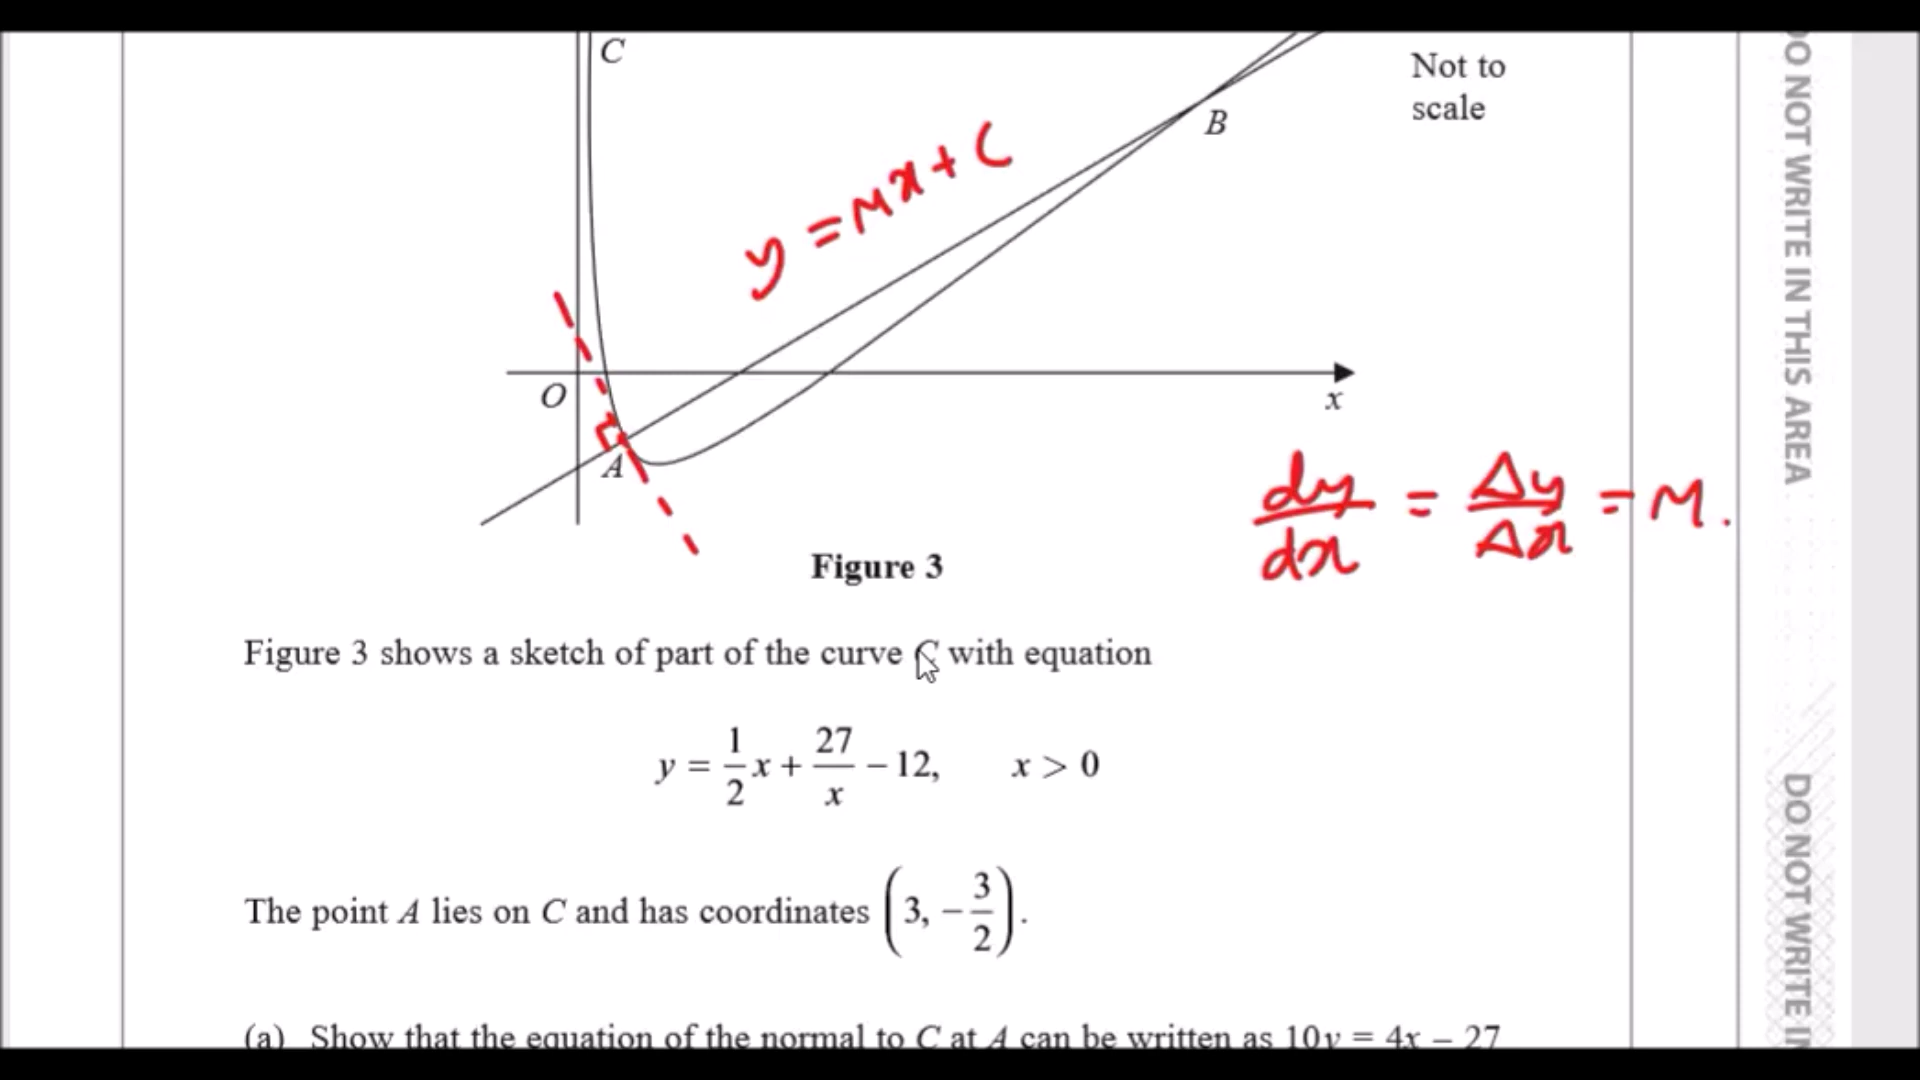 C
Not to
scale
B
y = mx + C
O
x
A
dy/dx = Δy/Δx = M.
Figure 3
Figure 3 shows a sketch of part of the curve C with equation
y = 1/2 x + 27/x − 12, x > 0
The point A lies on C and has coordinates (3, −3/2).
(a) Show that the equation of the normal to C at A can be written as 10y = 4x − 27
DO NOT WRITE IN THIS AREA
DO NOT WRITE IN